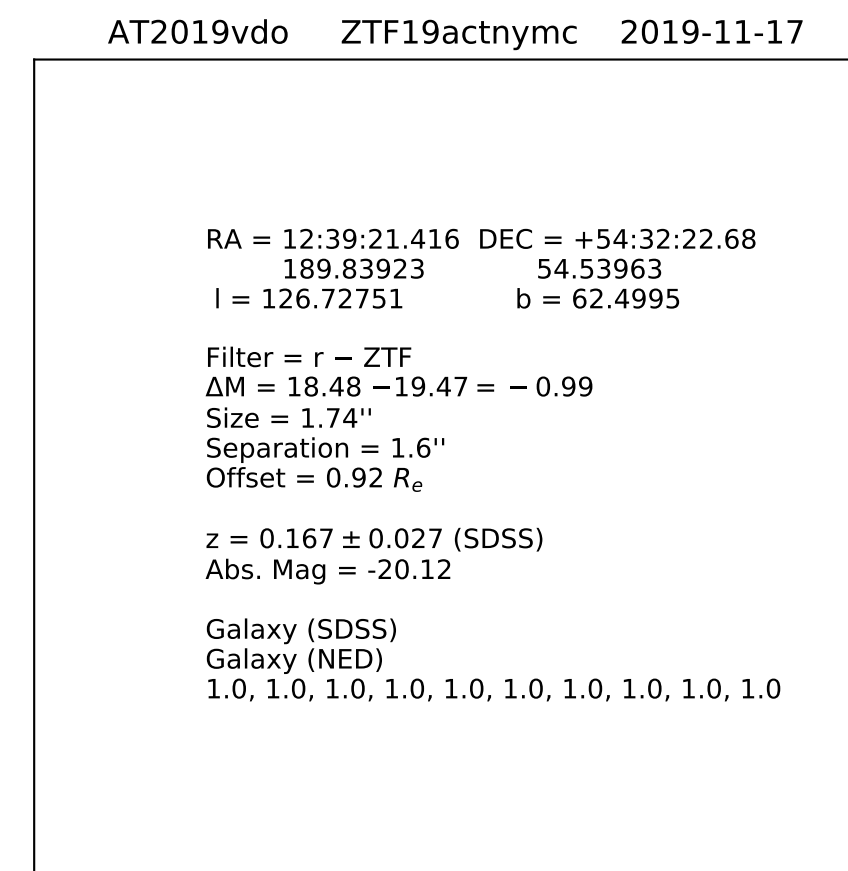 AT2019vdo ZTF19actnymc 2019-11-17
RA = 12:39:21.416 DEC = +54:32:22.68
189.83923 54.53963
l = 126.72751 b = 62.4995
Filter = r − ZTF
ΔM = 18.48 −19.47 = − 0.99
Size = 1.74''
Separation = 1.6''
Offset = 0.92 Re
z = 0.167 ± 0.027 (SDSS)
Abs. Mag = -20.12
Galaxy (SDSS)
Galaxy (NED)
1.0, 1.0, 1.0, 1.0, 1.0, 1.0, 1.0, 1.0, 1.0, 1.0